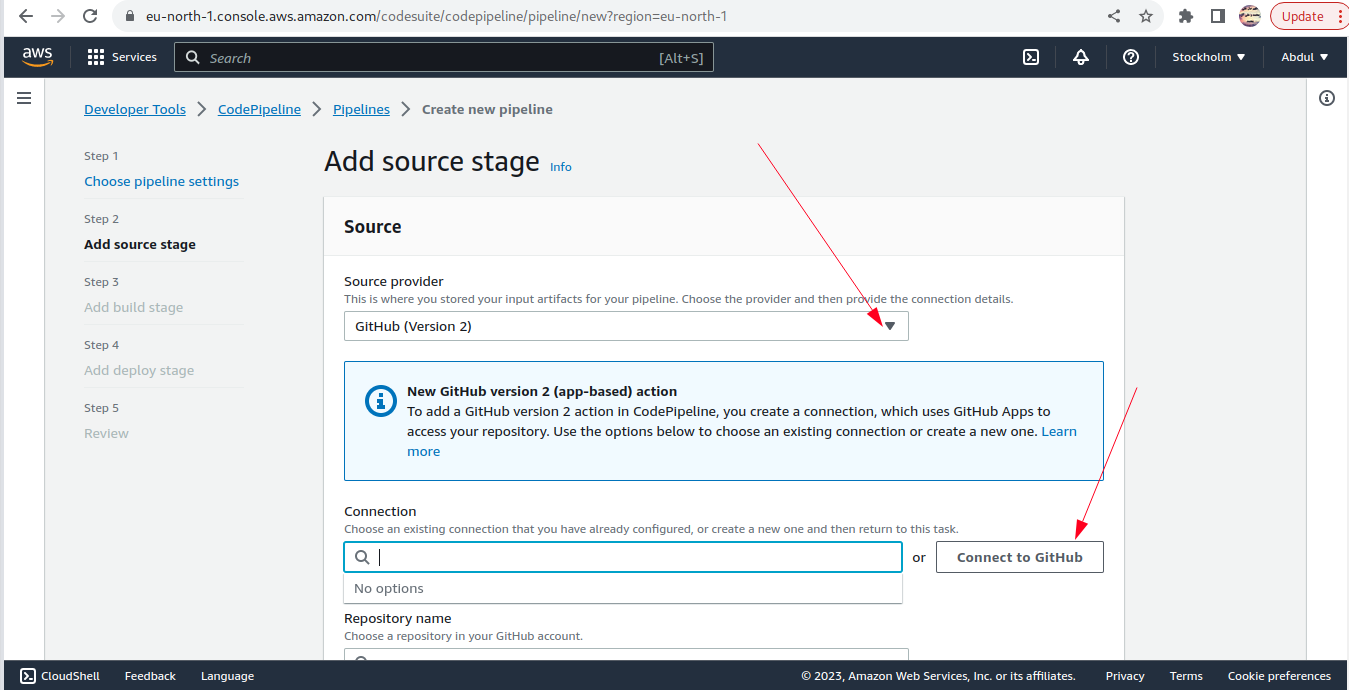 eu-north-1.console.aws.amazon.com/codesuite/codepipeline/pipeline/new?region=eu-north-1
Update
aws
Services
Search
[Alt+S]
Stockholm
Abdul
Developer Tools
CodePipeline
Pipelines
Create new pipeline
Step 1
Choose pipeline settings
Step 2
Add source stage
Step 3
Add build stage
Step 4
Add deploy stage
Step 5
Review
Add source stage Info
Source
Source provider
This is where you stored your input artifacts for your pipeline. Choose the provider and then provide the connection details.
GitHub (Version 2)
New GitHub version 2 (app-based) action
To add a GitHub version 2 action in CodePipeline, you create a connection, which uses GitHub Apps to
access your repository. Use the options below to choose an existing connection or create a new one. Learn
more
Connection
Choose an existing connection that you have already configured, or create a new one and then return to this task.
or
Connect to GitHub
No options
Repository name
Choose a repository in your GitHub account.
CloudShell
Feedback
Language
© 2023, Amazon Web Services, Inc. or its affiliates.
Privacy
Terms
Cookie preferences